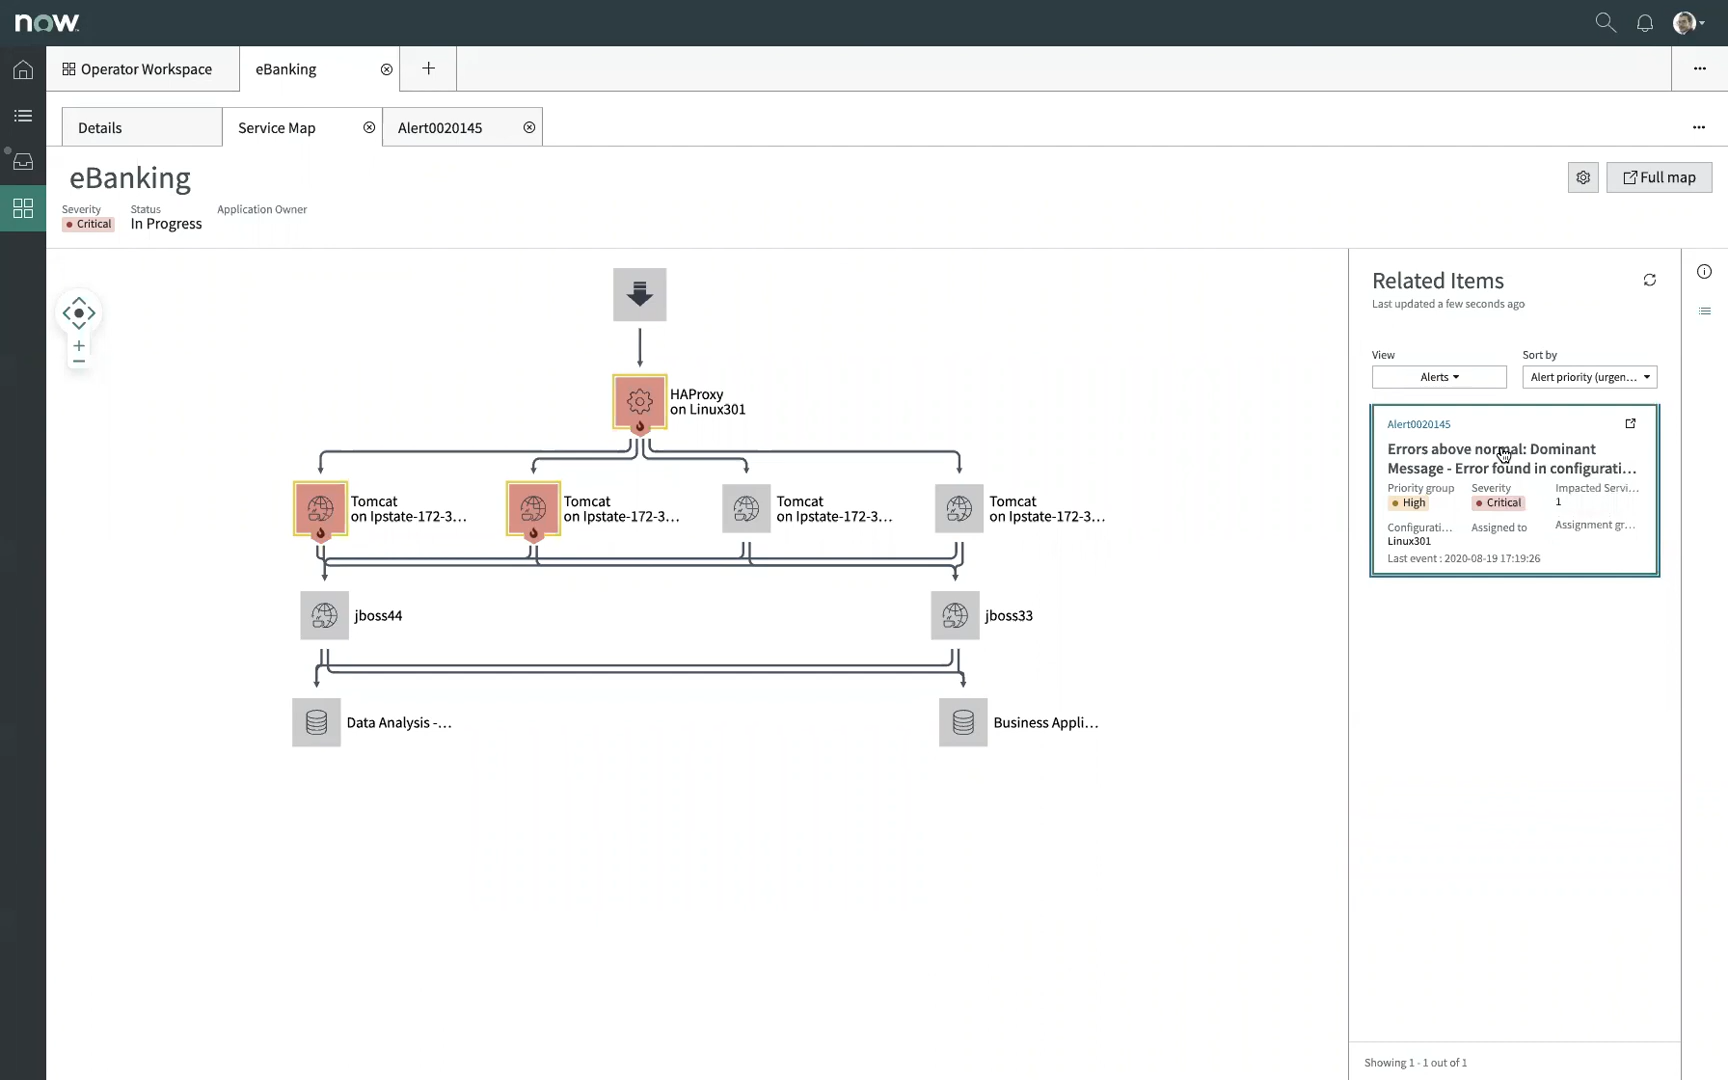 now
Operator Workspace
eBanking
Details
Service Map
Alert0020145
eBanking
Full map
Severity
Status
Application Owner
Critical
In Progress
HAProxy
on Linux301
Tomcat
on Ipstate-172-3...
Tomcat
on Ipstate-172-3...
Tomcat
on Ipstate-172-3...
Tomcat
on Ipstate-172-3...
jboss44
jboss33
Data Analysis -...
Business Appli...
Related Items
Last updated a few seconds ago
View
Sort by
Alerts
Alert priority (urgen...
Alert0020145
Errors above normal: Dominant
Message - Error found in configurati...
Priority group
Severity
Impacted Servi...
High
Critical
1
Configurati...
Assigned to
Assignment gr...
Linux301
Last event : 2020-08-19 17:19:26
Showing 1 - 1 out of 1